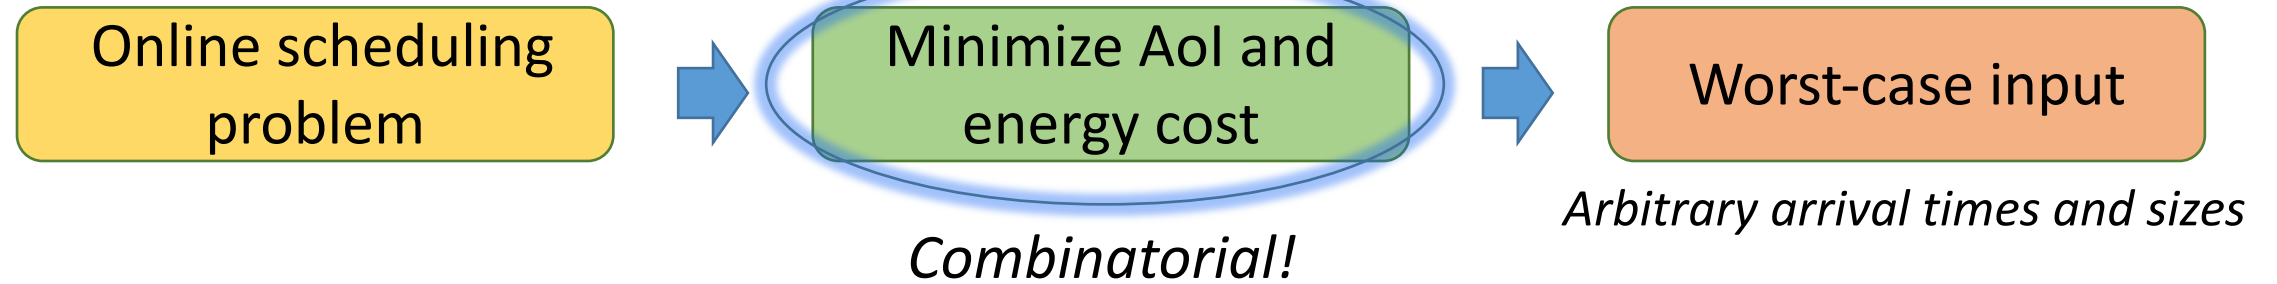 Online scheduling
problem
Minimize AoI and
energy cost
Combinatorial!
Worst-case input
Arbitrary arrival times and sizes